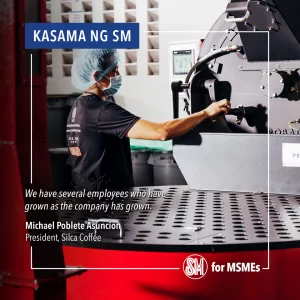 KASAMA NG SM
We have several employees who have
grown as the company has grown.
Michael Poblete Asuncion
President, Silca Coffee
SM for MSMEs